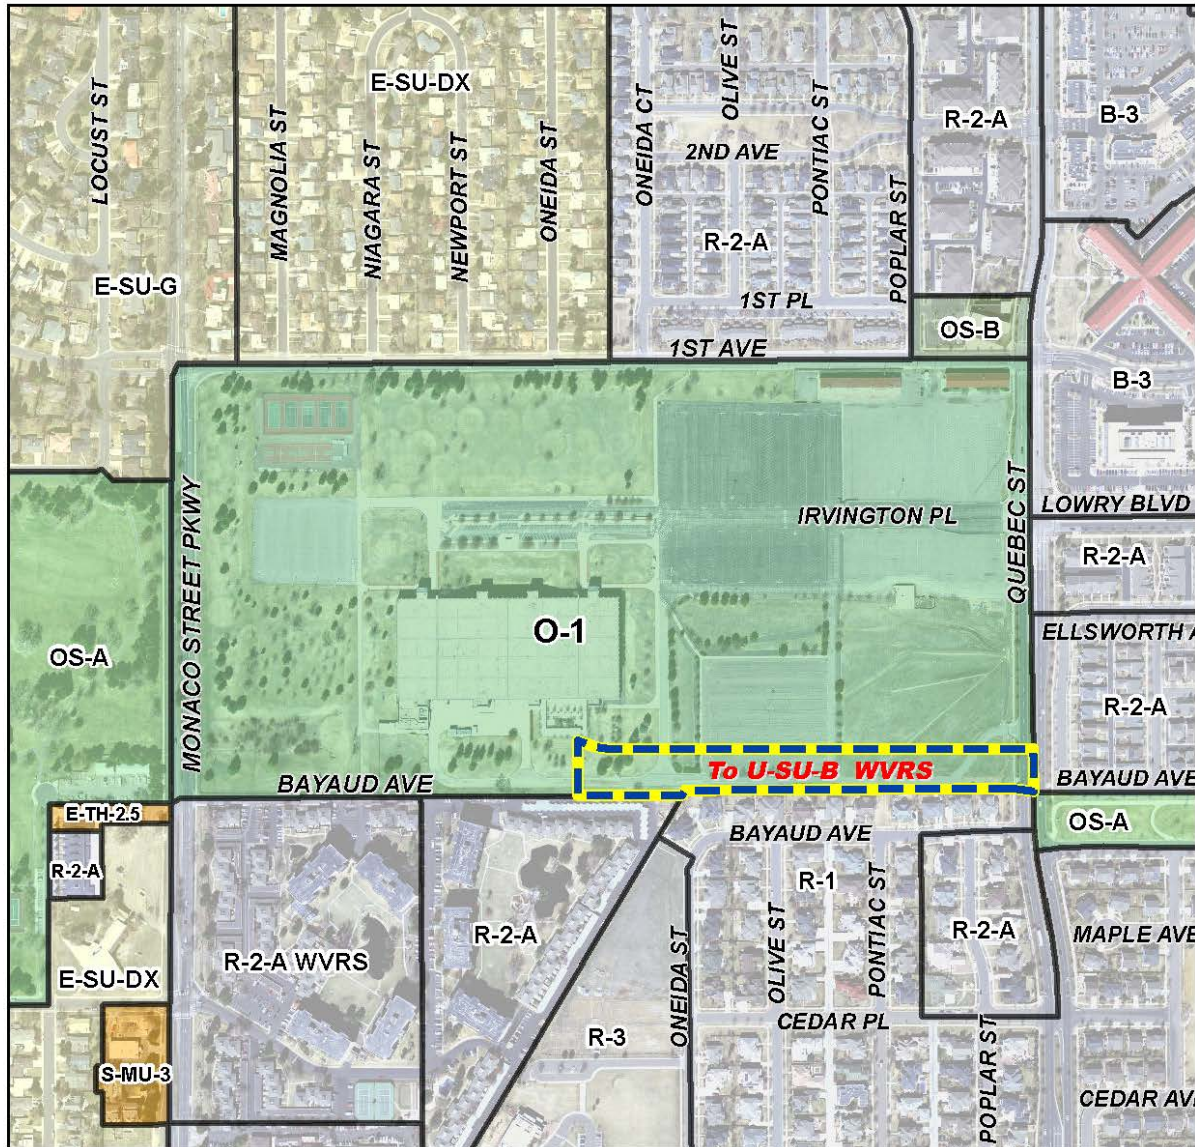 LOCUST ST
E-SU-G
MAGNOLIA ST
E-SU-DX
NIAGARA ST
NEWPORT ST
ONEIDA ST
ONEIDA CT
OLIVE ST
2ND AVE
PONTIAC ST
R-2-A
1ST PL
1ST AVE
POPLAR ST
R-2-A
OS-B
B-3
B-3
MONACO STREET PKWY
IRVINGTON PL
QUEBEC ST
LOWRY BLVD
R-2-A
O-1
ELLSWORTH A
OS-A
R-2-A
To U-SU-B WVRS
BAYAUD AVE
BAYAUD AVE
E-TH-2.5
OS-A
BAYAUD AVE
R-2-A
R-1
R-2-A
R-2-A
R-2-A WVRS
ONEIDA ST
OLIVE ST
PONTIAC ST
MAPLE AVE
E-SU-DX
CEDAR PL
R-3
S-MU-3
POPLAR ST
CEDAR AV